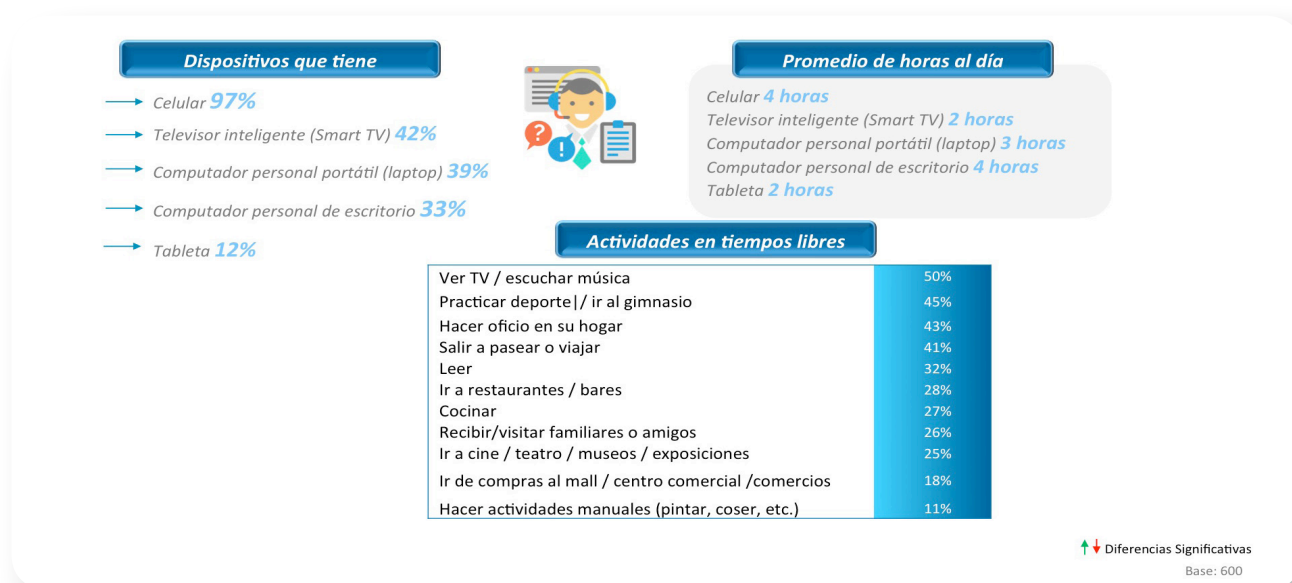 Dispositivos que tiene
Celular 97%
Televisor inteligente (Smart TV) 42%
Computador personal portátil (laptop) 39%
Computador personal de escritorio 33%
Tableta 12%
Promedio de horas al día
Celular 4 horas
Televisor inteligente (Smart TV) 2 horas
Computador personal portátil (laptop) 3 horas
Computador personal de escritorio 4 horas
Tableta 2 horas
Actividades en tiempos libres
Ver TV / escuchar música 50%
Practicar deporte|/ ir al gimnasio 45%
Hacer oficio en su hogar 43%
Salir a pasear o viajar 41%
Leer 32%
Ir a restaurantes / bares 28%
Cocinar 27%
Recibir/visitar familiares o amigos 26%
Ir a cine / teatro / museos / exposiciones 25%
Ir de compras al mall / centro comercial /comercios 18%
Hacer actividades manuales (pintar, coser, etc.) 11%
Diferencias Significativas
Base: 600